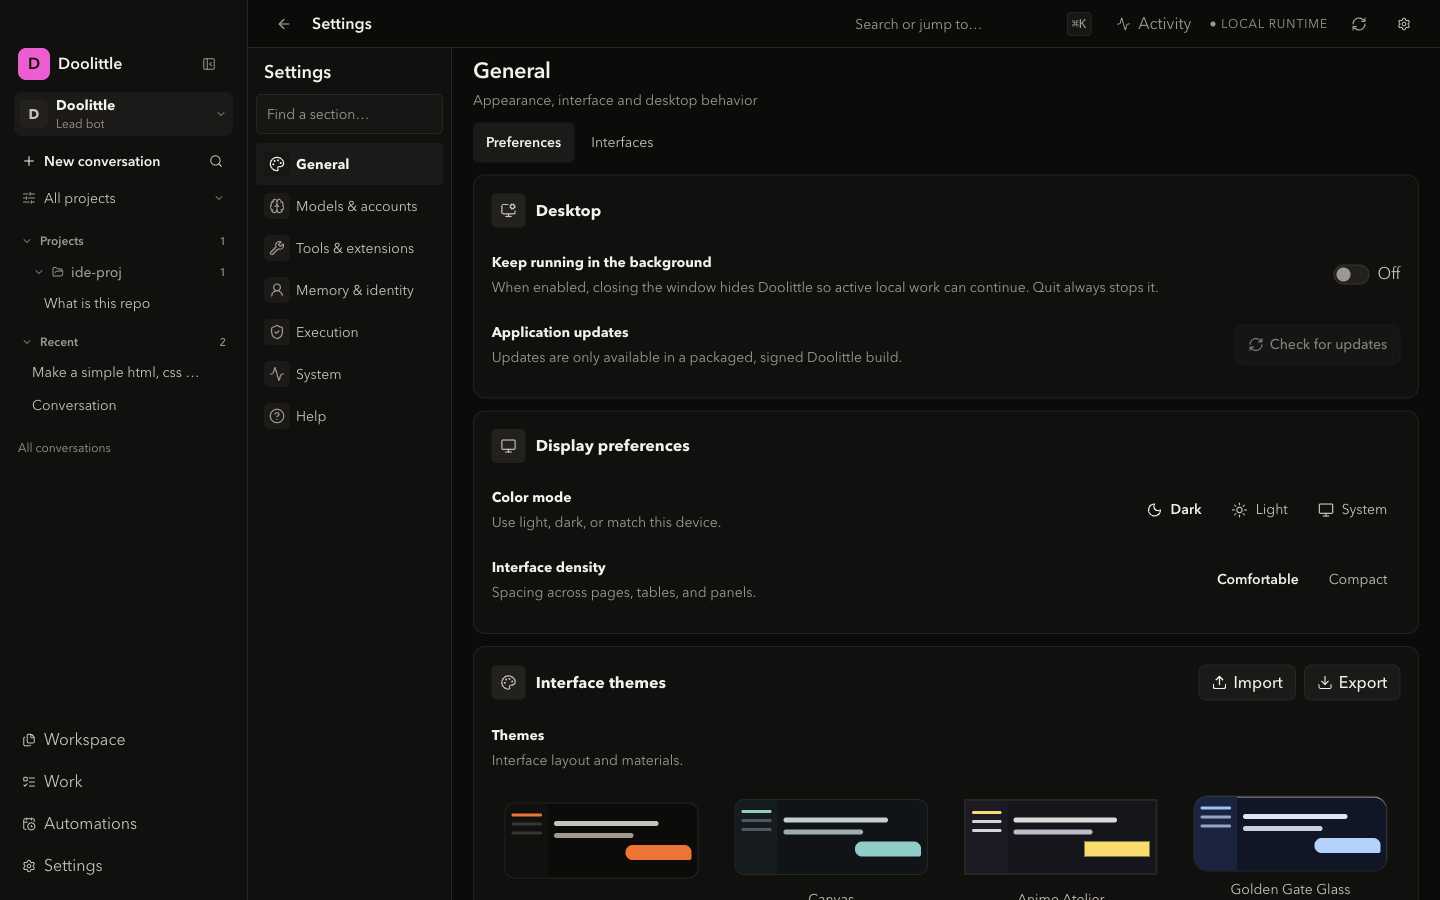 Settings
Search or jump to…
⌘K
Activity
LOCAL RUNTIME
D
Doolittle
D
Doolittle
Lead bot
New conversation
All projects
Projects
1
ide-proj
1
What is this repo
Recent
2
Make a simple html, css …
Conversation
All conversations
Workspace
Work
Automations
Settings
Settings
Find a section…
General
Models & accounts
Tools & extensions
Memory & identity
Execution
System
Help
General
Appearance, interface and desktop behavior
Preferences
Interfaces
Desktop
Keep running in the background
When enabled, closing the window hides Doolittle so active local work can continue. Quit always stops it.
Off
Application updates
Updates are only available in a packaged, signed Doolittle build.
Check for updates
Display preferences
Color mode
Use light, dark, or match this device.
Dark
Light
System
Interface density
Spacing across pages, tables, and panels.
Comfortable
Compact
Interface themes
Import
Export
Themes
Interface layout and materials.
Canvas
Anime Atelier
Golden Gate Glass